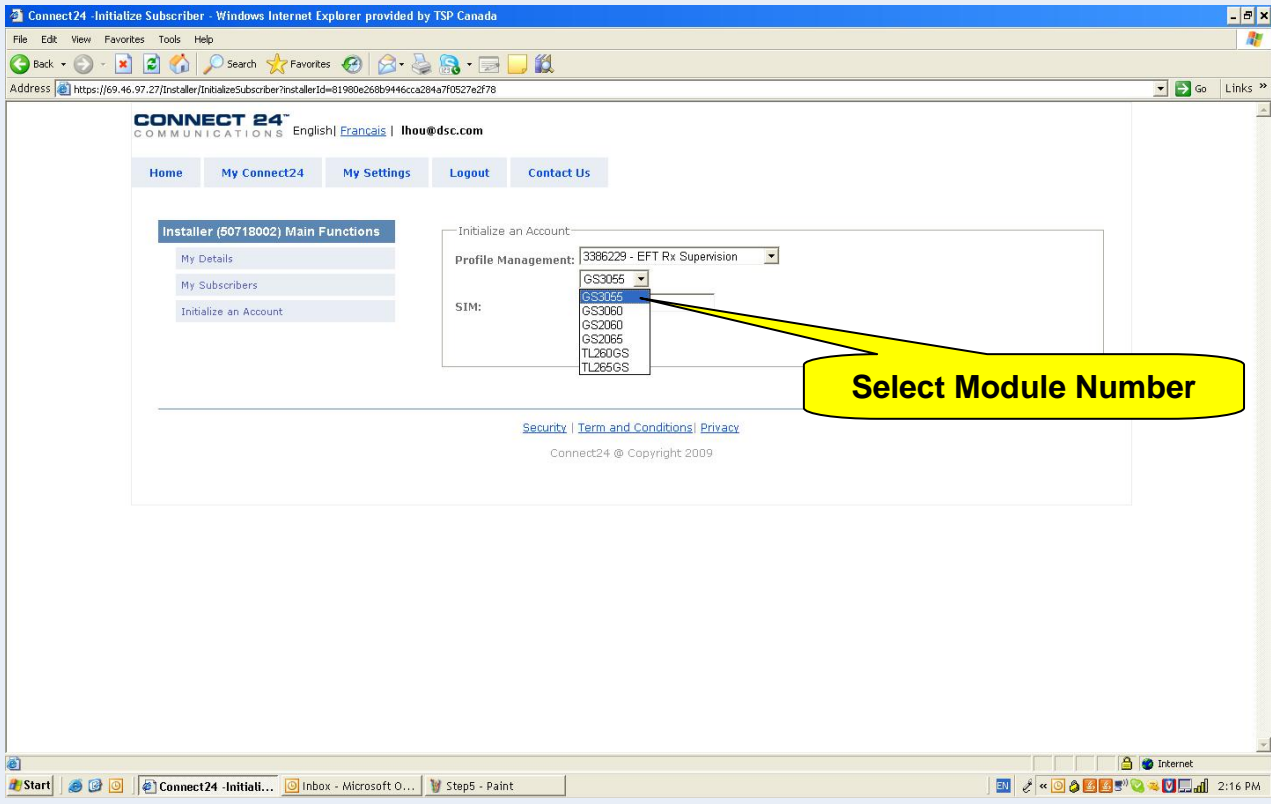 Connect24 -Initialize Subscriber - Windows Internet Explorer provided by TSP Canada
File Edit View Favorites Tools Help
Back Search Favorites
Address https://69.46.97.27/Installer/InitializeSubscriber?installerId=81980e268b9446cca284a7f0527e2f78 Go Links »
CONNECT 24™
COMMUNICATIONS English| Francais | lhou@dsc.com
Home My Connect24 My Settings Logout Contact Us
Installer (50718002) Main Functions
My Details
My Subscribers
Initialize an Account
Initialize an Account
Profile Management: 3386229 - EFT Rx Supervision
GS3055
SIM:
GS3055
GS3060
GS2060
GS2065
TL260GS
TL265GS
Select Module Number
Security | Term and Conditions| Privacy
Connect24 @ Copyright 2009
Internet
Start Connect24 -Initiali... Inbox - Microsoft O... Step5 - Paint EN « 2:16 PM